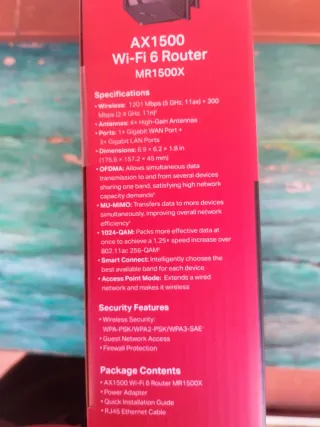 AX1500
Wi-Fi 6 Router
MR1500X
Specifications
• Wireless: 1201 Mbps (5 GHz, 11ax) + 300
Mbps (2.4 GHz, 11n)
• Antennas: 4× High-Gain Antennas
• Ports: 1× Gigabit WAN Port +
3× Gigabit LAN Ports
• Dimensions: 6.9 × 6.2 × 1.8 in
(175.6 × 157.2 × 45 mm)
• OFDMA: Allows simultaneous data
transmission to and from several devices
sharing one band, satisfying high network
capacity demands
• MU-MIMO: Transfers data to more devices
simultaneously, improving overall network
efficiency
• 1024-QAM: Packs more effective data at
once to achieve a 1.25× speed increase over
802.11ac 256-QAM
• Smart Connect: Intelligently chooses the
best available band for each device
• Access Point Mode: Extends a wired
network and makes it wireless
Security Features
• Wireless Security:
WPA-PSK/WPA2-PSK/WPA3-SAE
• Guest Network Access
• Firewall Protection
Package Contents
• AX1500 Wi-Fi 6 Router MR1500X
• Power Adapter
• Quick Installation Guide
• RJ45 Ethernet Cable